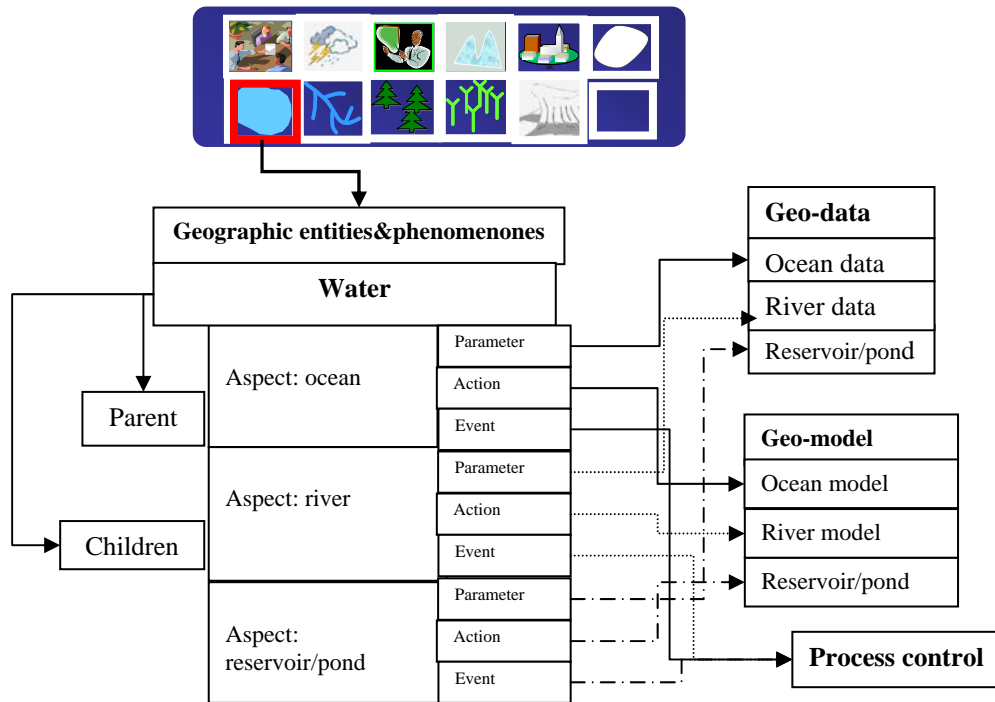 Geographic entities&phenomenones
Water
Aspect: ocean
Parameter
Action
Event
Aspect: river
Parameter
Action
Event
Aspect:
reservoir/pond
Parameter
Action
Event
Parent
Children
Geo-data
Ocean data
River data
Reservoir/pond
Geo-model
Ocean model
River model
Reservoir/pond
Process control